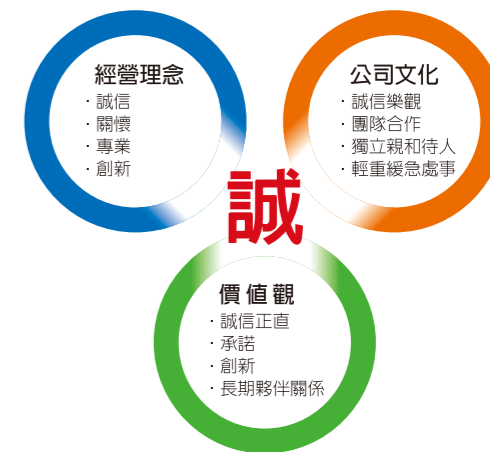 經營理念
·誠信
·關懷
·專業
·創新
公司文化
·誠信樂觀
·團隊合作
·獨立親和待人
·輕重緩急處事
誠
價值觀
·誠信正直
·承諾
·創新
·長期夥伴關係